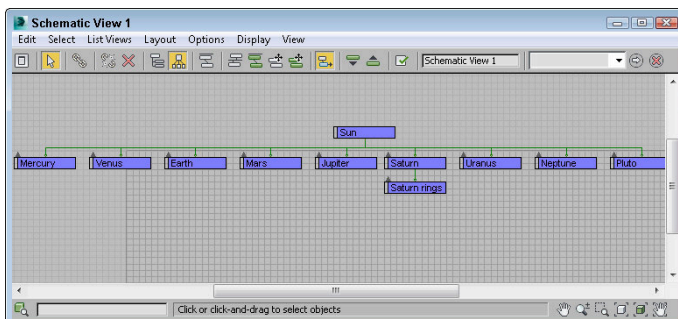 Schematic View 1
Edit Select List Views Layout Options Display View
Schematic View 1
Sun
Mercury Venus Earth Mars Jupiter Saturn Uranus Neptune Pluto
Saturn rings
Click or click-and-drag to select objects